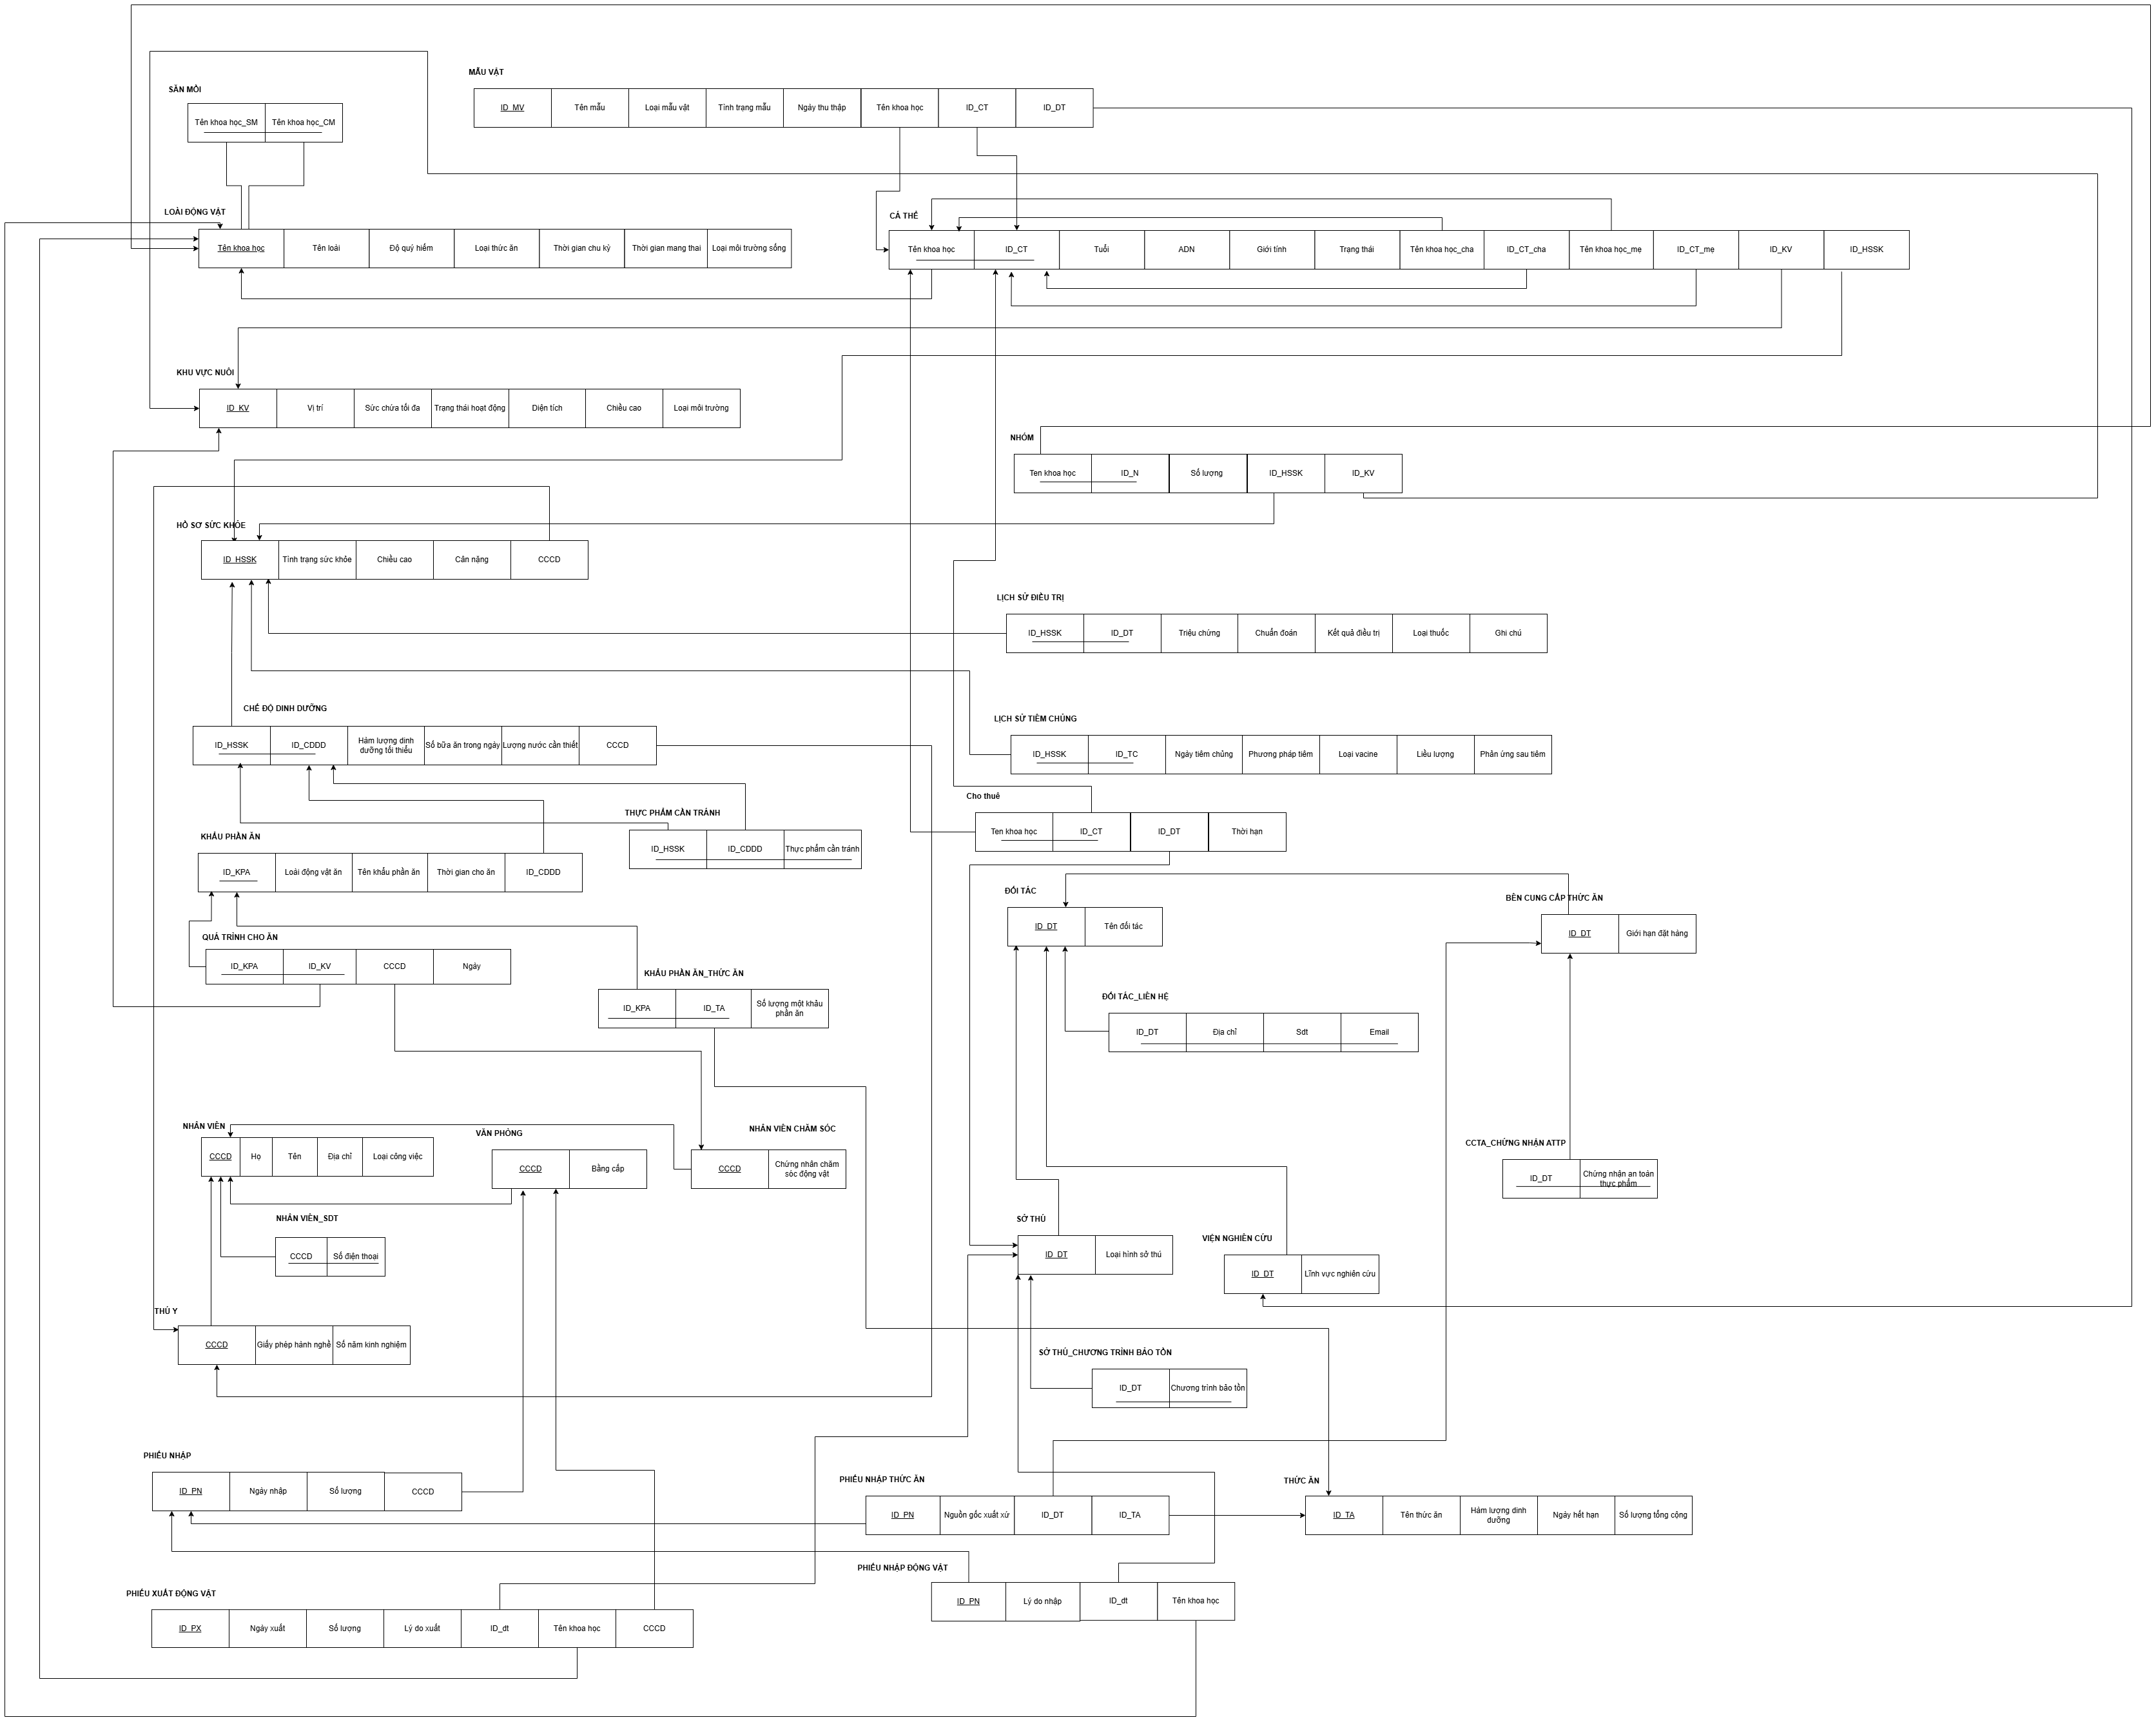 MẪU VẬT
ID_MV Tên mẫu Loại mẫu vật Tình trạng mẫu Ngày thu thập Tên khoa học ID_CT ID_DT
SĂN MỒI
Tên khoa học_SM Tên khoa học_CM
LOÀI ĐỘNG VẬT
Tên khoa học Tên loài Độ quý hiếm Loại thức ăn Thời gian chu kỳ Thời gian mang thai Loại môi trường sống
CÁ THỂ
Tên khoa học ID_CT Tuổi ADN Giới tính Trạng thái Tên khoa học_cha ID_CT_cha Tên khoa học_mẹ ID_CT_mẹ ID_KV ID_HSSK
KHU VỰC NUÔI
ID_KV Vị trí Sức chứa tối đa Trạng thái hoạt động Diện tích Chiều cao Loại môi trường
NHÓM
Ten khoa học ID_N Số lượng ID_HSSK ID_KV
HỒ SƠ SỨC KHỎE
ID_HSSK Tình trạng sức khỏe Chiều cao Cân nặng CCCD
LỊCH SỬ ĐIỀU TRỊ
ID_HSSK ID_DT Triệu chứng Chuẩn đoán Kết quả điều trị Loại thuốc Ghi chú
CHẾ ĐỘ DINH DƯỠNG
ID_HSSK ID_CDDD Hàm lượng dinh
dưỡng tối thiểu Số bữa ăn trong ngày Lượng nước cần thiết CCCD
LỊCH SỬ TIÊM CHỦNG
ID_HSSK ID_TC Ngày tiêm chủng Phương pháp tiêm Loại vacine Liều lượng Phản ứng sau tiêm
Cho thuê
Ten khoa học ID_CT ID_DT Thời hạn
THỰC PHẨM CẦN TRÁNH
ID_HSSK ID_CDDD Thực phẩm cần tránh
KHẨU PHẦN ĂN
ID_KPA Loài động vật ăn Tên khẩu phần ăn Thời gian cho ăn ID_CDDD
ĐỐI TÁC
ID_DT Tên đối tác
BÊN CUNG CẤP THỨC ĂN
ID_DT Giới hạn đặt hàng
QUÁ TRÌNH CHO ĂN
ID_KPA ID_KV CCCD Ngày
KHẨU PHẦN ĂN_THỨC ĂN
ID_KPA ID_TA Số lượng một khẩu
phần ăn
ĐỐI TÁC_LIÊN HỆ
ID_DT Địa chỉ Sdt Email
NHÂN VIÊN
CCCD Họ Tên Địa chỉ Loại công việc
VĂN PHÒNG
CCCD Bằng cấp
NHÂN VIÊN CHĂM SÓC
CCCD Chứng nhân chăm
sóc động vật
CCTA_CHỨNG NHẬN ATTP
ID_DT Chứng nhận an toàn
thực phẩm
NHÂN VIÊN_SDT
CCCD Số điện thoại
SỞ THÚ
ID_DT Loại hình sở thú
VIỆN NGHIÊN CỨU
ID_DT Lĩnh vực nghiên cứu
THÚ Y
CCCD Giấy phép hành nghề Số năm kinh nghiệm
SỞ THÚ_CHƯƠNG TRÌNH BẢO TỒN
ID_DT Chương trình bảo tồn
PHIẾU NHẬP
ID_PN Ngày nhập Số lượng CCCD
PHIẾU NHẬP THỨC ĂN
ID_PN Nguồn gốc xuất xứ ID_DT ID_TA
THỨC ĂN
ID_TA Tên thức ăn Hàm lượng dinh
dưỡng Ngày hết hạn Số lượng tổng cộng
PHIẾU NHẬP ĐỘNG VẬT
ID_PN Lý do nhập ID_dt Tên khoa học
PHIẾU XUẤT ĐỘNG VẬT
ID_PX Ngày xuất Số lượng Lý do xuất ID_dt Tên khoa học CCCD